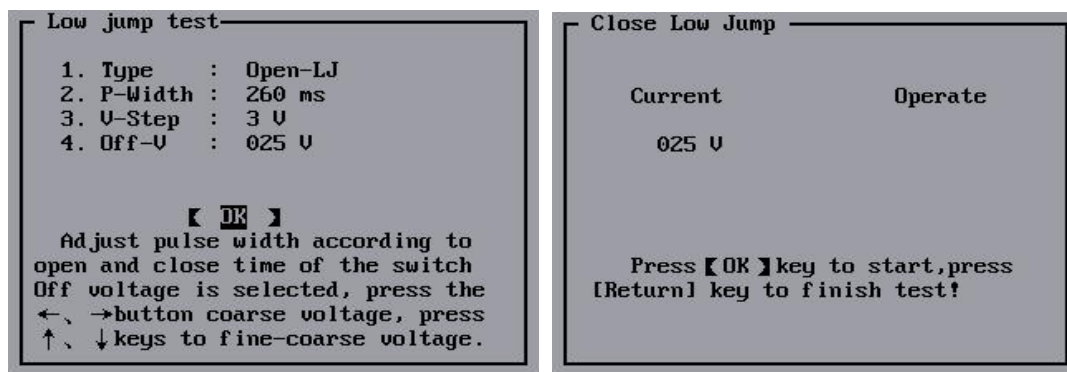 Low jump test
1. Type : Open-LJ
2. P-Width : 260 ms
3. V-Step : 3 V
4. Off-V : 025 V
【 OK 】
Adjust pulse width according to
open and close time of the switch
Off voltage is selected, press the
←、→button coarse voltage, press
↑、↓keys to fine-coarse voltage.
Close Low Jump
Current Operate
025 V
Press【OK】key to start,press
[Return] key to finish test!